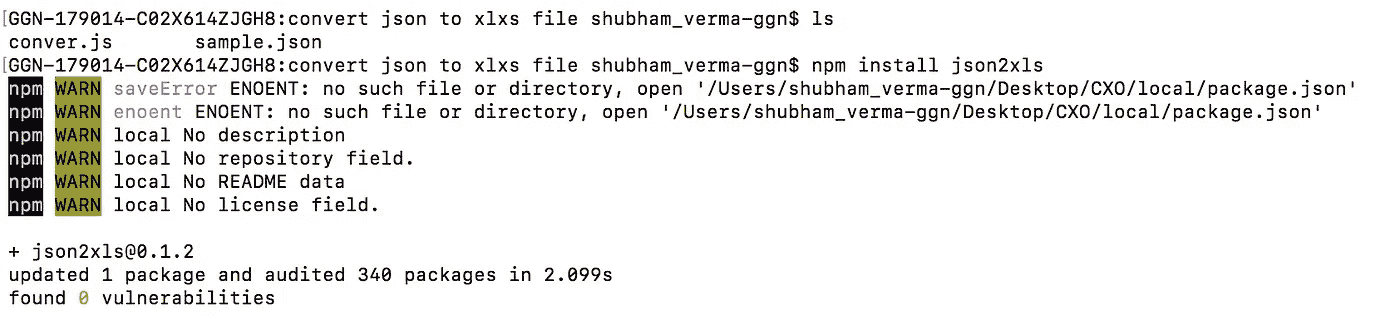 [GGN-179014-C02X614ZJGH8:convert json to xlxs file shubham_verma-ggn$ ls
conver.js       sample.json
[GGN-179014-C02X614ZJGH8:convert json to xlxs file shubham_verma-ggn$ npm install json2xls
npm WARN saveError ENOENT: no such file or directory, open '/Users/shubham_verma-ggn/Desktop/CXO/local/package.json'
npm WARN enoent ENOENT: no such file or directory, open '/Users/shubham_verma-ggn/Desktop/CXO/local/package.json'
npm WARN local No description
npm WARN local No repository field.
npm WARN local No README data
npm WARN local No license field.

+ json2xls@0.1.2
updated 1 package and audited 340 packages in 2.099s
found 0 vulnerabilities